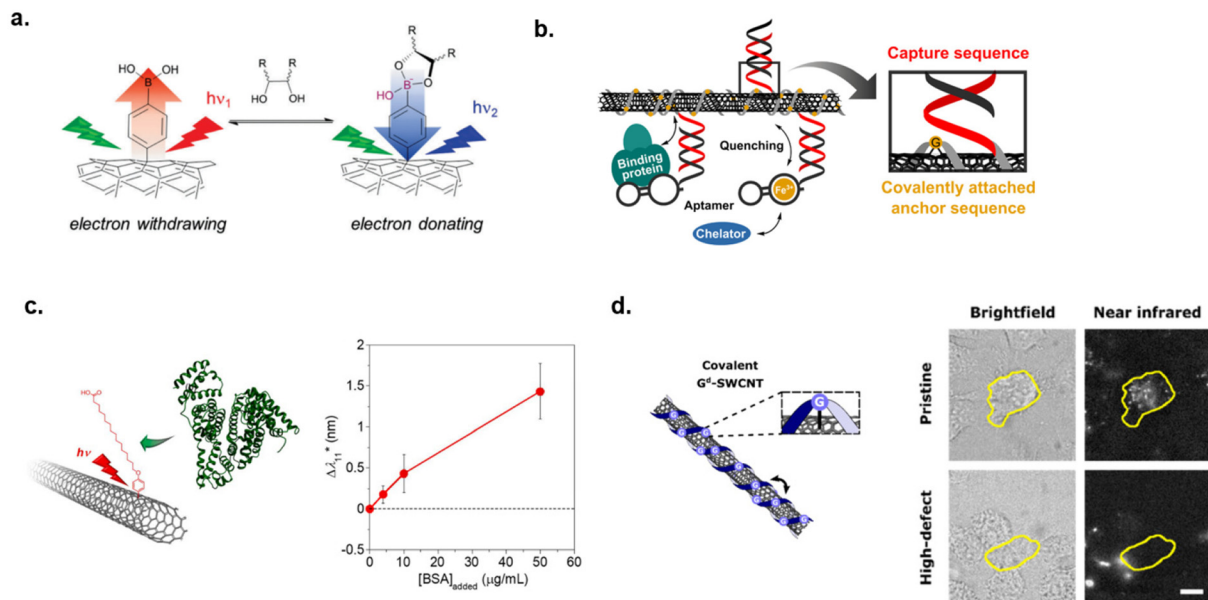 a.
HO
OH
B
hν1
R
R
HO
OH
R
R
O
O
HO
B-
hν2
electron withdrawing
electron donating
b.
Capture sequence
G
Covalently attached
anchor sequence
Binding
protein
Quenching
Aptamer
Fe2+
Chelator
c.
HO
O
hν
O
Δλ11* (nm)
2
1.5
1
0.5
0
-0.5
0 10 20 30 40 50 60
[BSA]added (µg/mL)
d.
Covalent
Gd-SWCNT
G
G
G
G
G
G
G
G
G
Brightfield
Near infrared
Pristine
High-defect